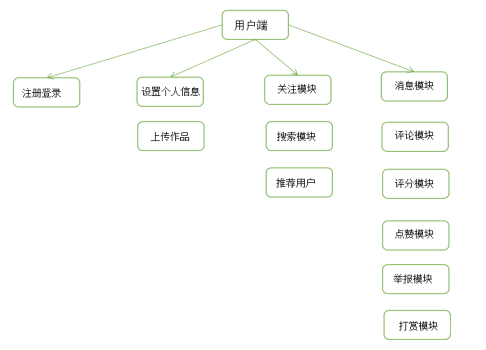 用户端
注册登录
设置个人信息
上传作品
关注模块
搜索模块
推荐用户
消息模块
评论模块
评分模块
点赞模块
举报模块
打赏模块